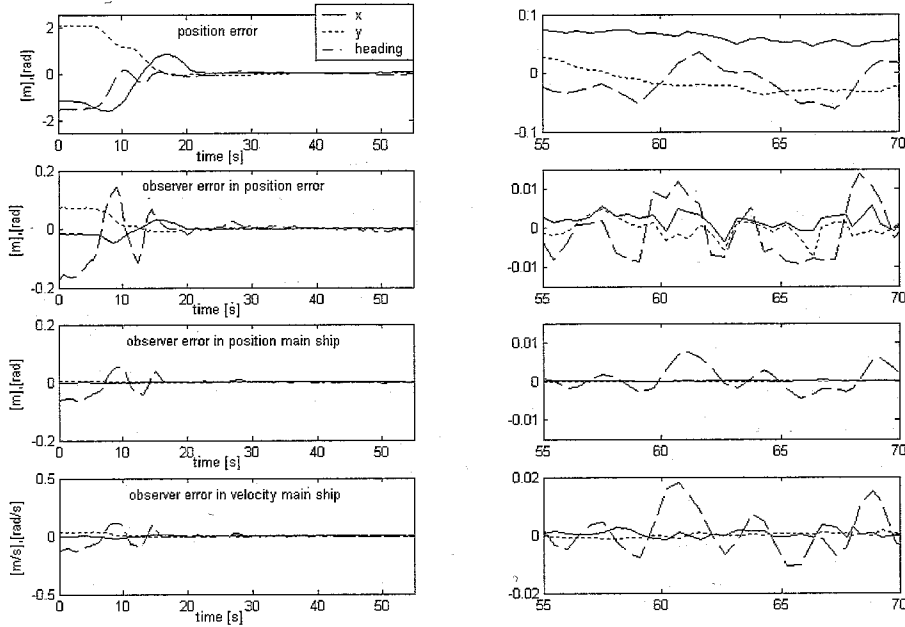 position error
x
y
heading
2
0
-2
[m],[rad]
0 10 20 30 40 50
time [s]
0.1
0
-0.1
55 60 65 70
observer error in position error
0.2
0
-0.2
[m],[rad]
0 10 20 30 40 50
time [s]
0.01
0
-0.01
55 60 65 70
observer error in position main ship
0.2
0
-0.2
[m],[rad]
0 10 20 30 40 50
time [s]
0.01
0
-0.01
55 60 65 70
observer error in velocity main ship
0.5
0
-0.5
[m/s],[rad/s]
0 10 20 30 40 50
time [s]
0.02
0
-0.02
55 60 65 70